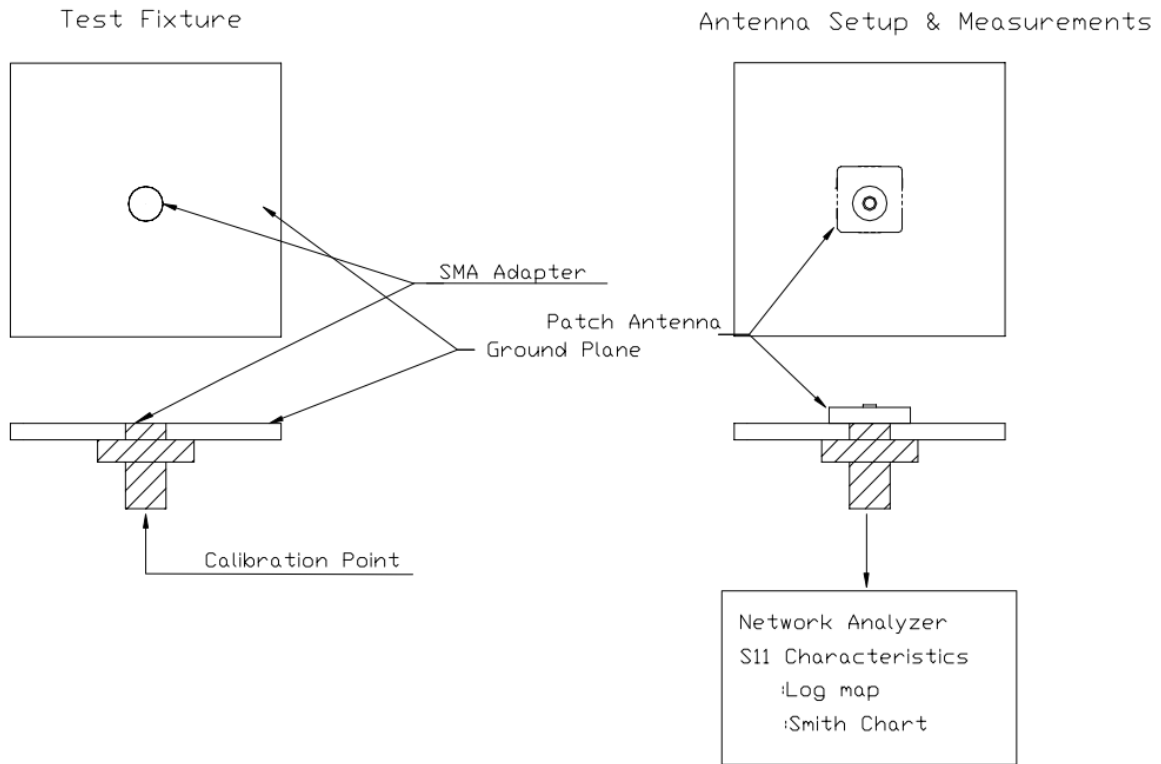 Test Fixture
Antenna Setup & Measurements
SMA Adapter
Patch Antenna
Ground Plane
Calibration Point
Network Analyzer
S11 Characteristics
:Log map
:Smith Chart